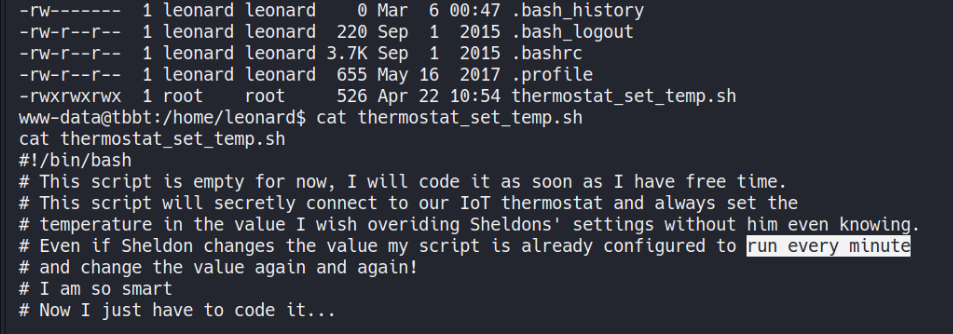 -rw------- 1 leonard leonard 0 Mar 6 00:47 .bash_history
-rw-r--r-- 1 leonard leonard 220 Sep 1 2015 .bash_logout
-rw-r--r-- 1 leonard leonard 3.7K Sep 1 2015 .bashrc
-rw-r--r-- 1 leonard leonard 655 May 16 2017 .profile
-rwxrwxrwx 1 root root 526 Apr 22 10:54 thermostat_set_temp.sh
www-data@tbbt:/home/leonard$ cat thermostat_set_temp.sh
cat thermostat_set_temp.sh
#!/bin/bash
# This script is empty for now, I will code it as soon as I have free time.
# This script will secretly connect to our IoT thermostat and always set the
# temperature in the value I wish overiding Sheldons' settings without him even knowing.
# Even if Sheldon changes the value my script is already configured to run every minute
# and change the value again and again!
# I am so smart
# Now I just have to code it...